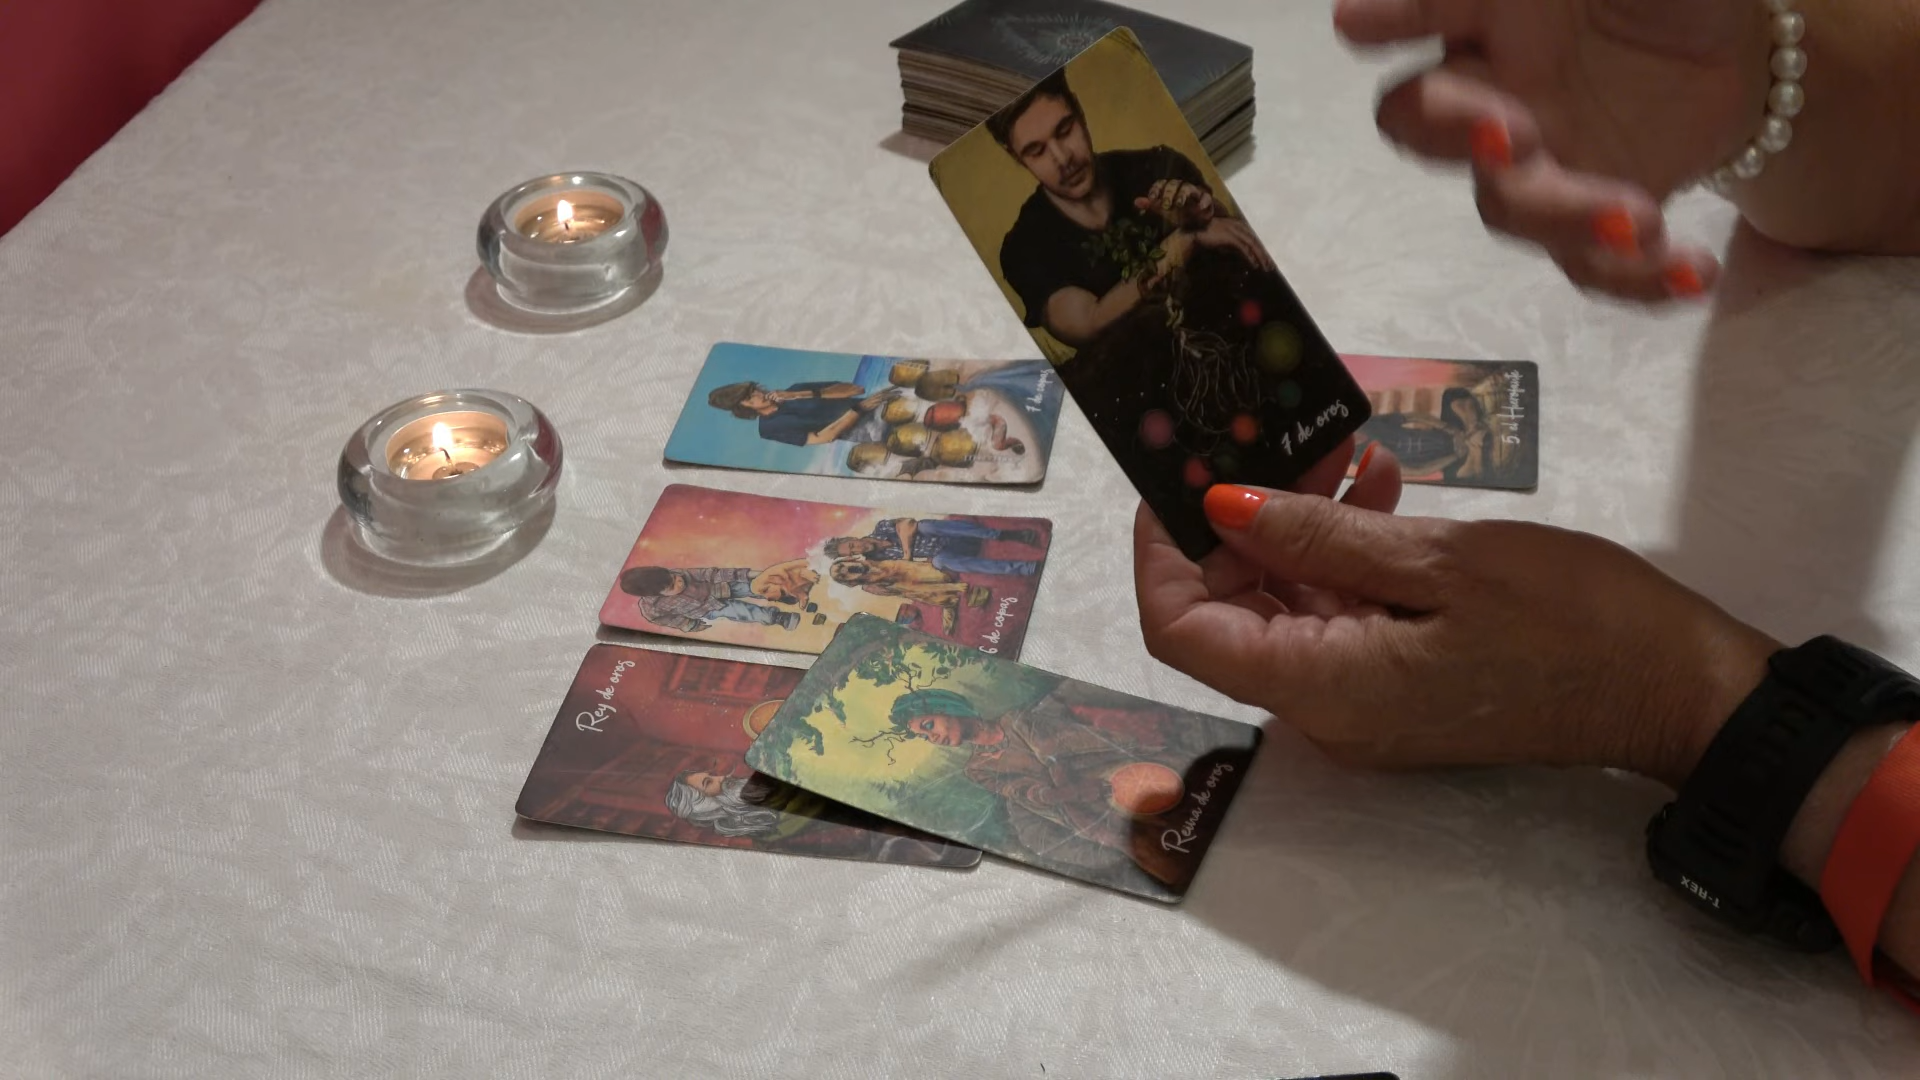 7 de oros
7 de copas
5 el Hierofante
6 de copas
Rey de oros
Reina de oros
T-REX